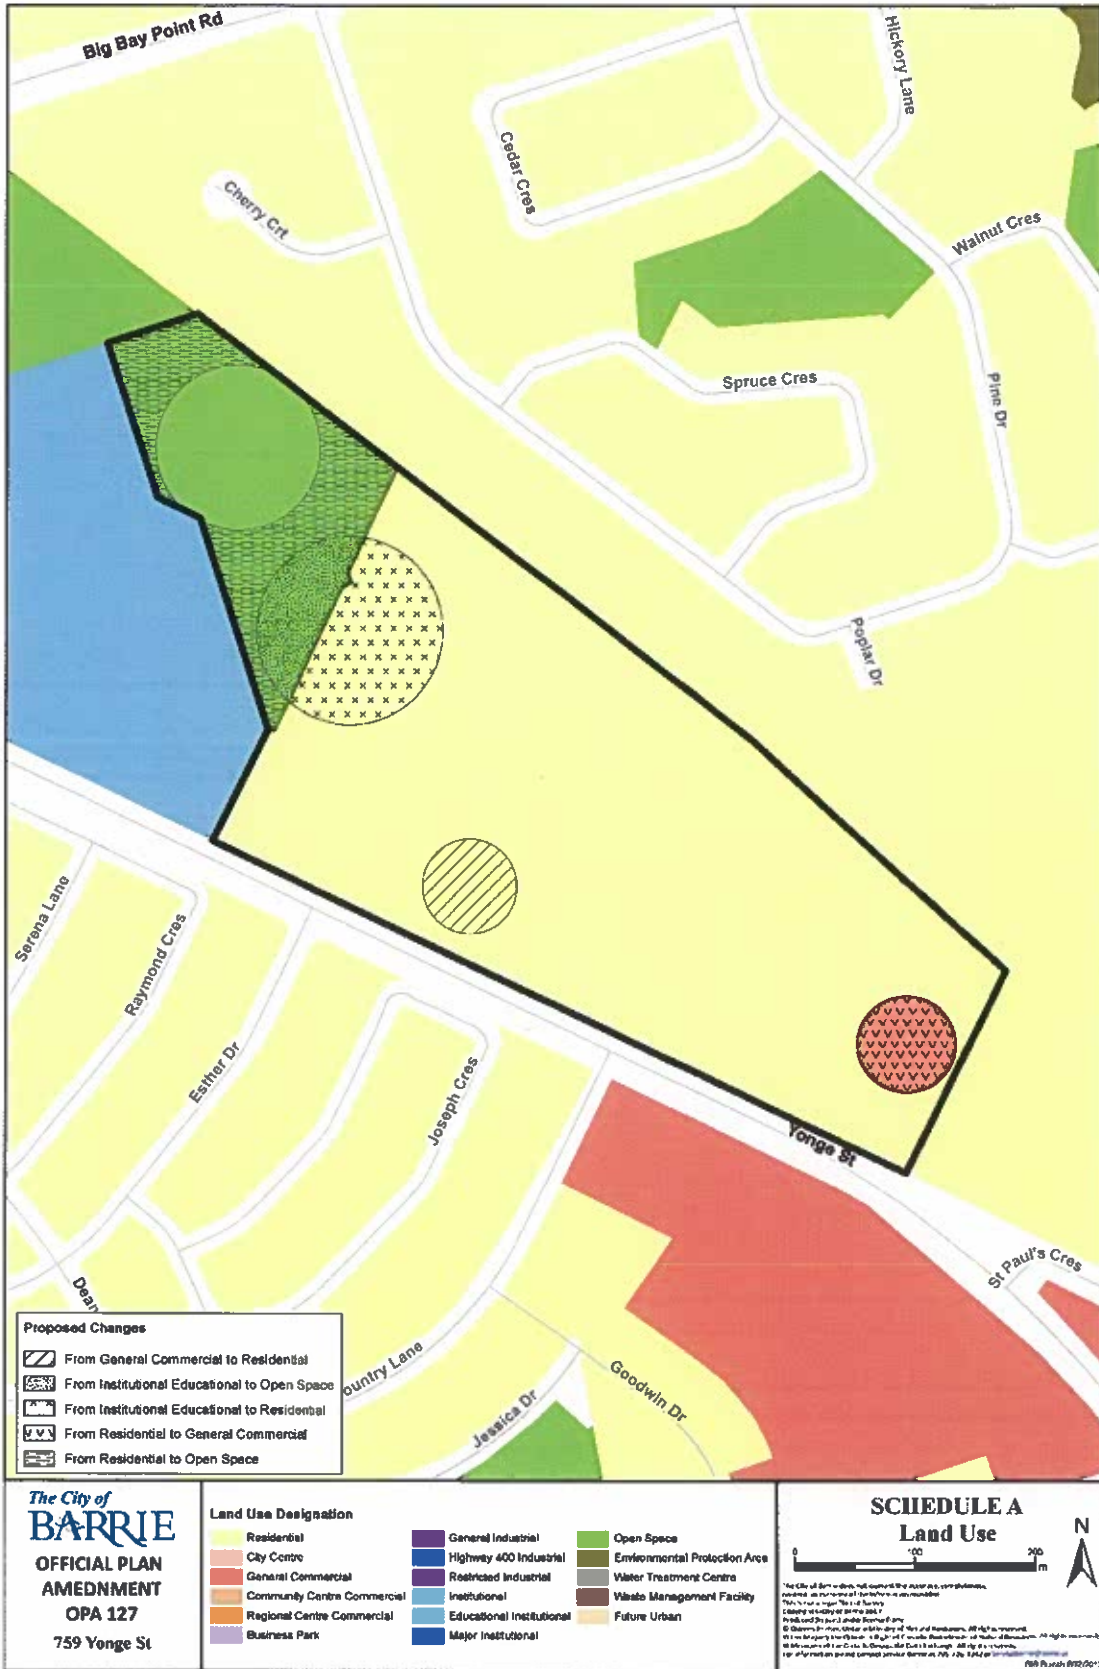 Big Bay Point Rd
Hickory Lane
Cedar Cres
Cherry Crt
Walnut Cres
Spruce Cres
Pine Dr
Poplar Dr
Serena Lane
Raymond Cres
Esther Dr
Joseph Cres
Yonge St
St Paul's Cres
Dean
ountry Lane
Goodwin Dr
Jessica Dr
Proposed Changes
From General Commercial to Residential
From Institutional Educational to Open Space
From Institutional Educational to Residential
From Residential to General Commercial
From Residential to Open Space
The City of
BARRIE
OFFICIAL PLAN
AMEDNMENT
OPA 127
759 Yonge St
Land Use Designation
Residential
City Centre
General Commercial
Community Centre Commercial
Regional Centre Commercial
Business Park
General Industrial
Highway 400 Industrial
Restricted Industrial
Institutional
Educational Institutional
Major Institutional
Open Space
Environmental Protection Area
Water Treatment Centre
Waste Management Facility
Future Urban
SCHEDULE A
Land Use
0 100 200
m
N